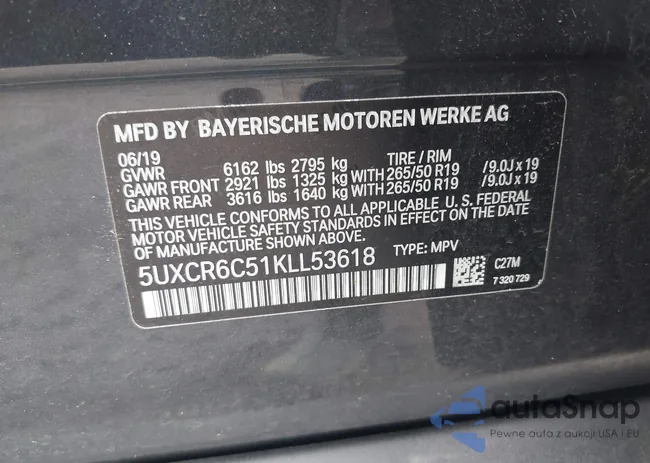 MFD BY BAYERISCHE MOTOREN WERKE AG
06/19 TIRE / RIM
GVWR 6162 lbs 2795 kg
GAWR FRONT 2921 lbs 1325 kg WITH 265/50 R19 /9.0J x 19
GAWR REAR 3616 lbs 1640 kg WITH 265/50 R19 /9.0J x 19
THIS VEHICLE CONFORMS TO ALL APPLICABLE U. S. FEDERAL
MOTOR VEHICLE SAFETY STANDARDS IN EFFECT ON THE DATE
OF MANUFACTURE SHOWN ABOVE.
5UXCR6C51KLL53618 TYPE: MPV
C27M
7 320 729
autoSnap
Pewne auta z aukcji USA i EU